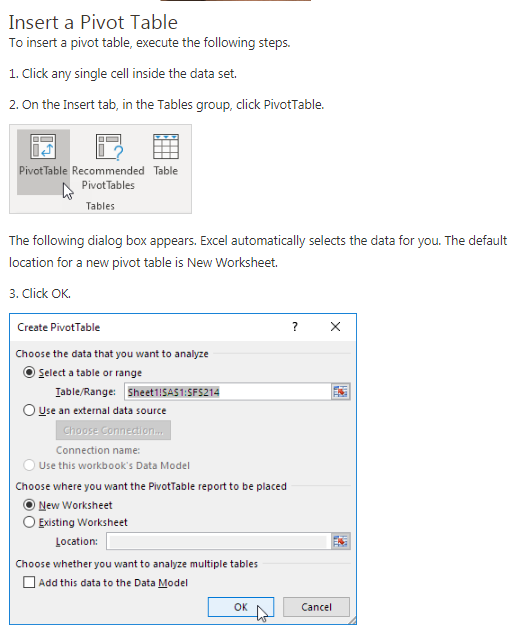 Insert a Pivot Table
To insert a pivot table, execute the following steps.
1. Click any single cell inside the data set.
2. On the Insert tab, in the Tables group, click PivotTable.
PivotTable Recommended Table
PivotTables
Tables
The following dialog box appears. Excel automatically selects the data for you. The default
location for a new pivot table is New Worksheet.
3. Click OK.
Create PivotTable ? X
Choose the data that you want to analyze
Select a table or range
Table/Range: Sheet1!$A$1:$F$214
Use an external data source
Choose Connection...
Connection name:
Use this workbook's Data Model
Choose where you want the PivotTable report to be placed
New Worksheet
Existing Worksheet
Location:
Choose whether you want to analyze multiple tables
Add this data to the Data Model
OK Cancel